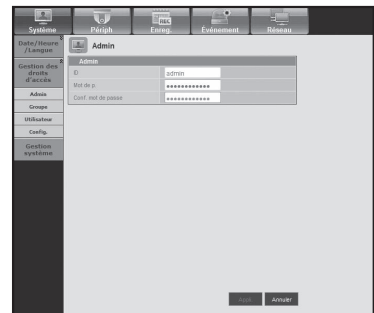 Système Périph Enreg. Événement Réseau
Date/Heure
/Langue
Admin
Gestion des
droits
d'accès
Admin
ID admin
Mot de p. ●●●●●●●●●●●●
Conf. mot de passe ●●●●●●●●●●●●
Admin
Groupe
Utilisateur
Config.
Gestion
système
Annuler